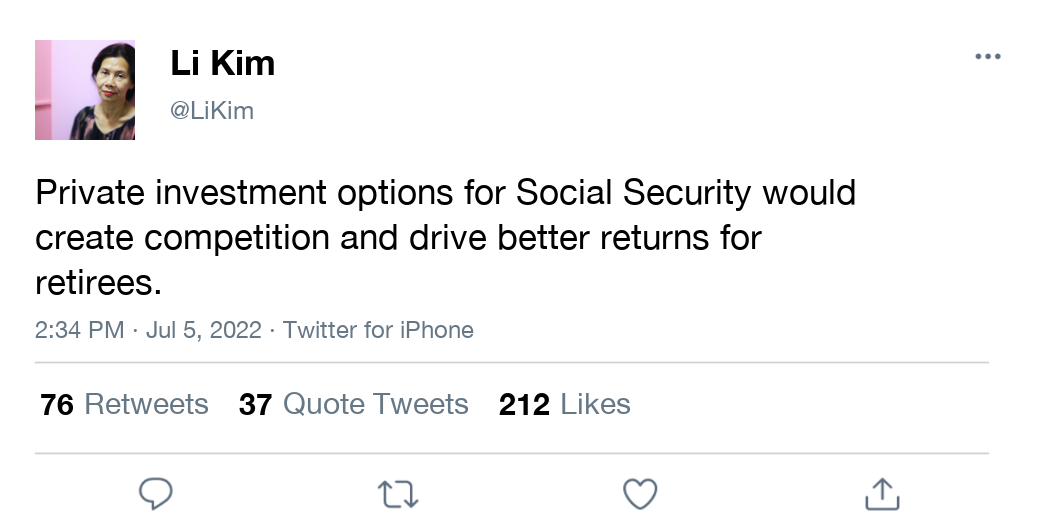 Li Kim
@LiKim
Private investment options for Social Security would
create competition and drive better returns for
retirees.
2:34 PM · Jul 5, 2022 · Twitter for iPhone
76 Retweets 37 Quote Tweets 212 Likes